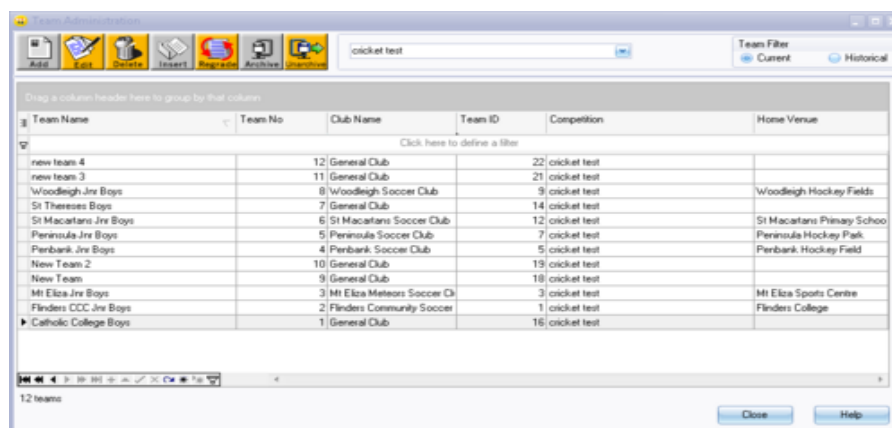 Team Administration
Add Edit Delete Insert Regrade Archive Unarchive
cricket test
Team Filter
Current Historical
Drag a column header here to group by that column
Team Name Team No Club Name Team ID Competition Home Venue
Click here to define a filter
new team 4 12 General Club 22 cricket test
new team 3 11 General Club 21 cricket test
Woodleigh Jnr Boys 8 Woodleigh Soccer Club 9 cricket test Woodleigh Hockey Fields
St Thereses Boys 7 General Club 14 cricket test
St Macartans Jnr Boys 6 St Macartans Soccer Club 12 cricket test St Macartans Primary Schoo
Peninsula Jnr Boys 5 Peninsula Soccer Club 7 cricket test Peninsula Hockey Park
Penbank Jnr Boys 4 Penbank Soccer Club 5 cricket test Penbank Hockey Field
New Team 2 10 General Club 19 cricket test
New Team 9 General Club 18 cricket test
Mt Eliza Jnr Boys 3 Mt Eliza Meteors Soccer Cl 3 cricket test Mt Eliza Sports Centre
Flinders CCC Jnr Boys 2 Flinders Community Soccer 1 cricket test Flinders College
Catholic College Boys 1 General Club 16 cricket test
12 teams
Close Help